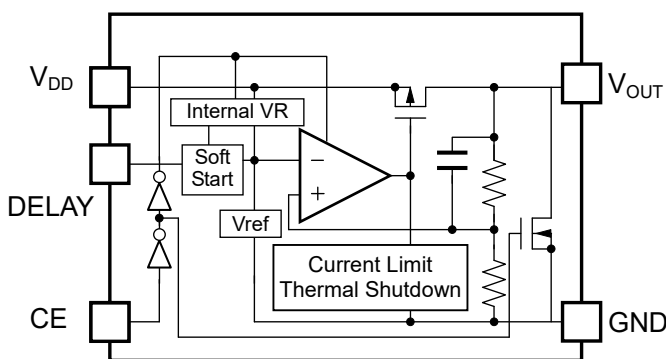 VDD
VOUT
Internal VR
Soft
Start
−
+
DELAY
Vref
Current Limit
Thermal Shutdown
CE
GND